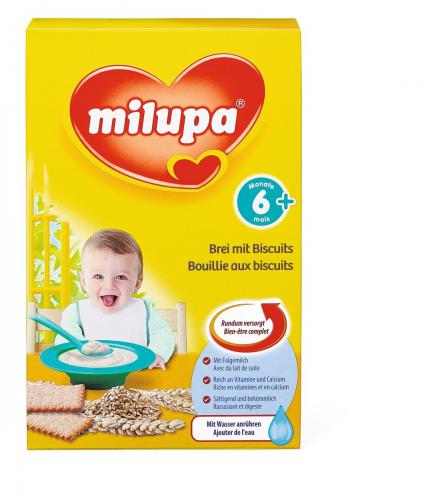 milupa®
Monate
6+
mois
Brei mit Biscuits
Bouillie aux biscuits
Rundum versorgt
Bien-être complet
Mit Folgemilch
Avec du lait de suite
Reich an Vitamine und Calcium
Riche en vitamines et en calcium
Sättigend und bekömmlich
Rassasiant et digeste
Mit Wasser anrühren
Ajouter de l'eau